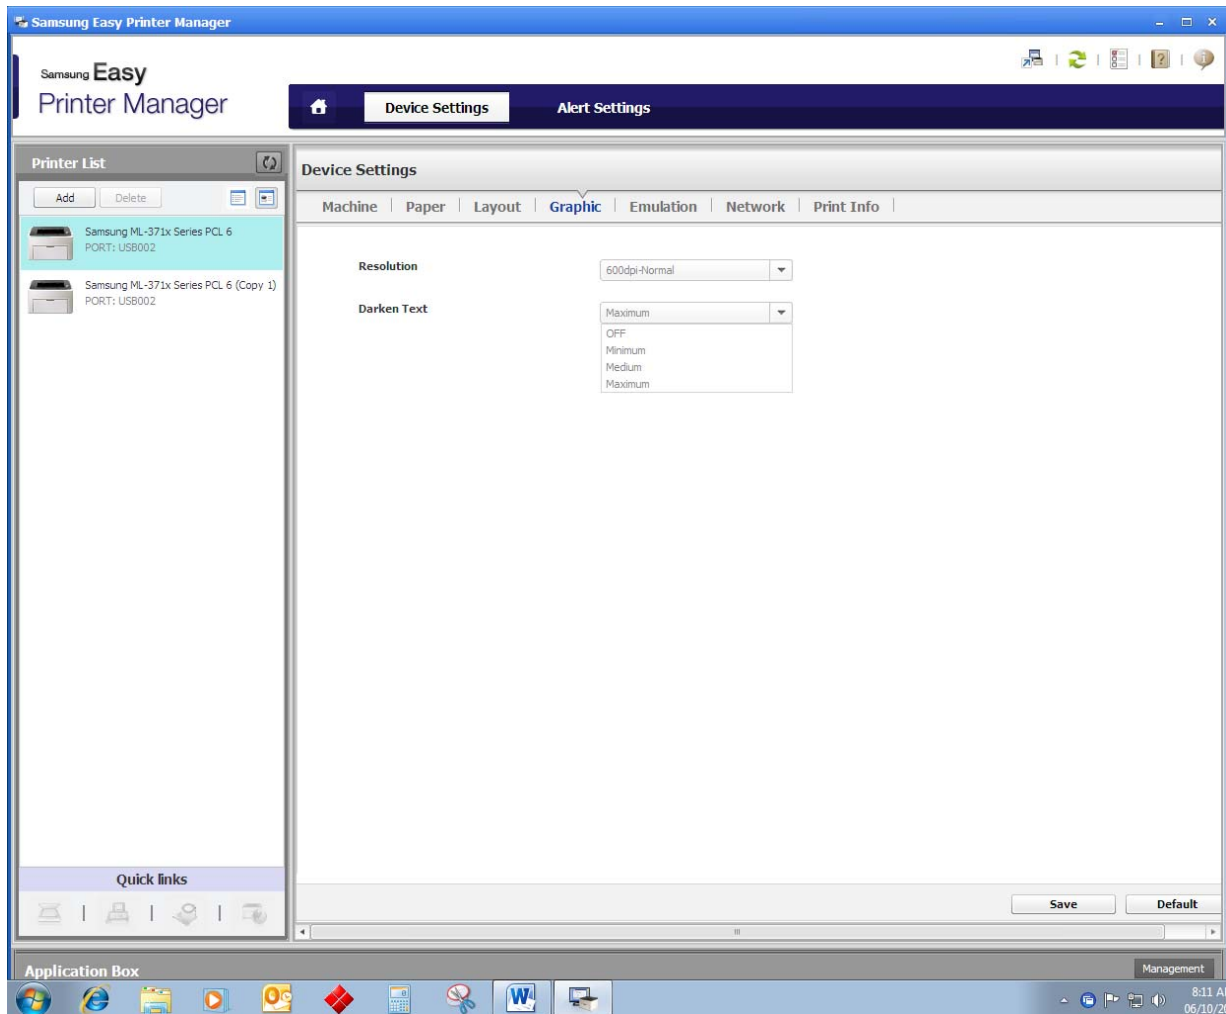 Samsung Easy Printer Manager
Samsung Easy
Printer Manager
Device Settings
Alert Settings
Printer List
Add
Delete
Samsung ML-371x Series PCL 6
PORT: USB002
Samsung ML-371x Series PCL 6 (Copy 1)
PORT: USB002
Device Settings
Machine | Paper | Layout | Graphic | Emulation | Network | Print Info |
Resolution
600dpi-Normal
Darken Text
Maximum
OFF
Minimum
Medium
Maximum
Quick links
Save
Default
Application Box
Management
8:11 A
06/10/2